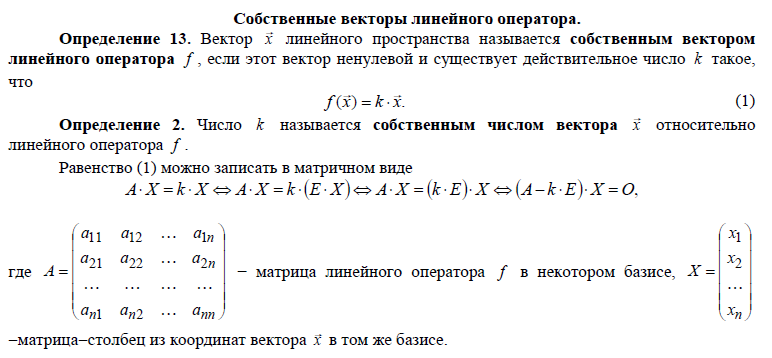 Собственные векторы линейного оператора.
Определение 13. Вектор x⃗ линейного пространства называется собственным вектором
линейного оператора f , если этот вектор ненулевой и существует действительное число k такое,
что
f(x⃗) = k · x⃗. (1)
Определение 2. Число k называется собственным числом вектора x⃗ относительно
линейного оператора f .
Равенство (1) можно записать в матричном виде
A · X = k · X ⇔ A · X = k · (E · X) ⇔ A · X = (k · E) · X ⇔ (A − k · E) · X = O,
a11 a12 … a1n x1
a21 a22 … a2n x2
где A = – матрица линейного оператора f в некотором базисе, X =
… … … … …
an1 an2 … ann xn
–матрица–столбец из координат вектора x⃗ в том же базисе.